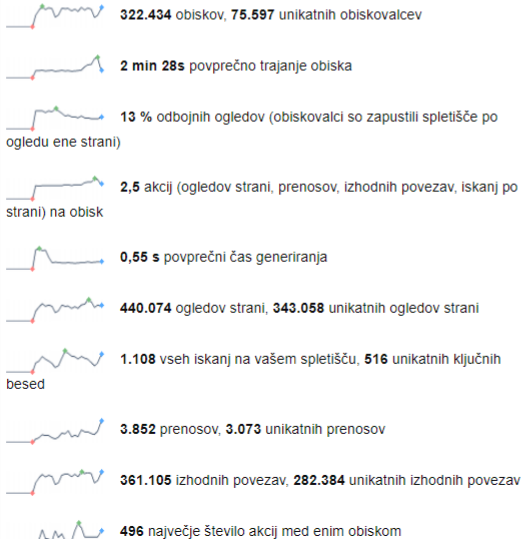 322.434 obiskov, 75.597 unikatnih obiskovalcev
2 min 28s povprečno trajanje obiska
13 % odbojnih ogledov (obiskovalci so zapustili spletišče po
ogledu ene strani)
2,5 akcij (ogledov strani, prenosov, izhodnih povezav, iskanj po
strani) na obisk
0,55 s povprečni čas generiranja
440.074 ogledov strani, 343.058 unikatnih ogledov strani
1.108 vseh iskanj na vašem spletišču, 516 unikatnih ključnih
besed
3.852 prenosov, 3.073 unikatnih prenosov
361.105 izhodnih povezav, 282.384 unikatnih izhodnih povezav
496 največje število akcij med enim obiskom